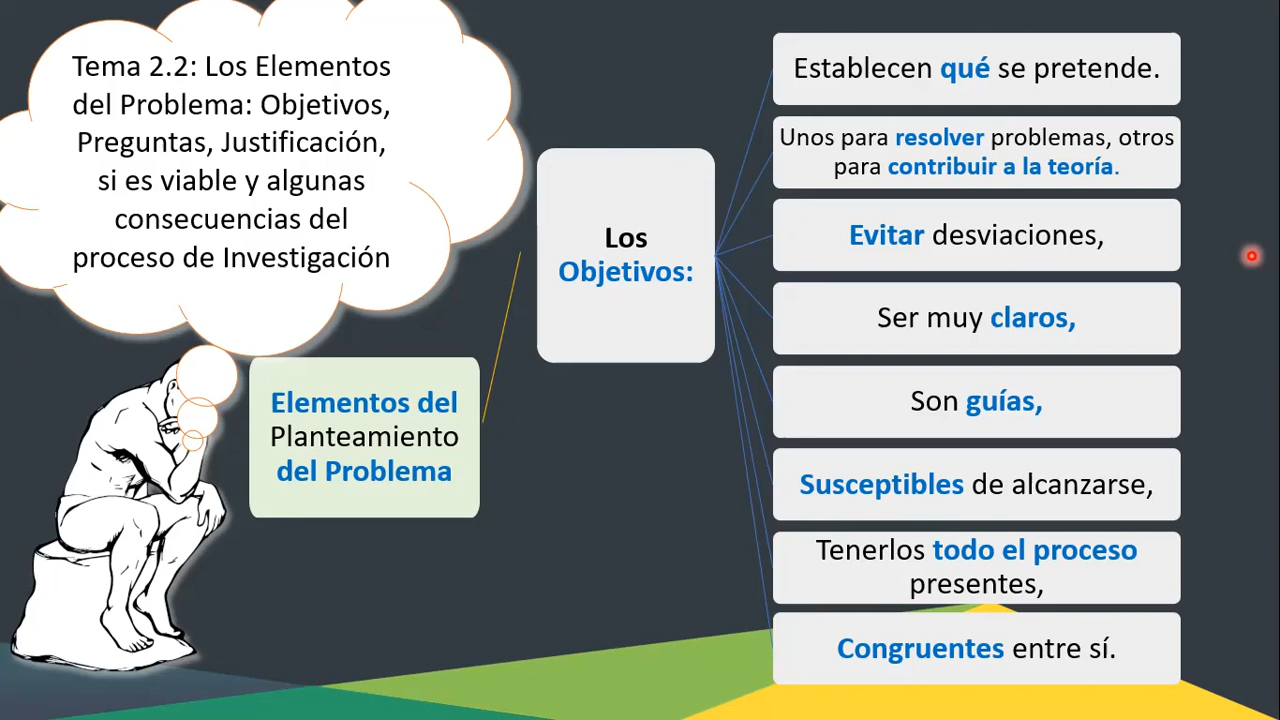 Tema 2.2: Los Elementos
del Problema: Objetivos,
Preguntas, Justificación,
si es viable y algunas
consecuencias del
proceso de Investigación
Elementos del
Planteamiento
del Problema
Los
Objetivos:
Establecen qué se pretende.
Unos para resolver problemas, otros
para contribuir a la teoría.
Evitar desviaciones,
Ser muy claros,
Son guías,
Susceptibles de alcanzarse,
Tenerlos todo el proceso
presentes,
Congruentes entre sí.